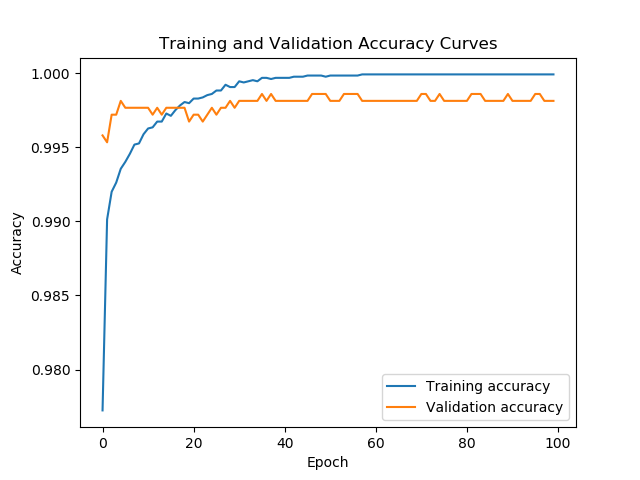 Training and Validation Accuracy Curves
1.000
0.995
0.990
0.985
0.980
Accuracy
0
20
40
60
80
100
Epoch
Training accuracy
Validation accuracy